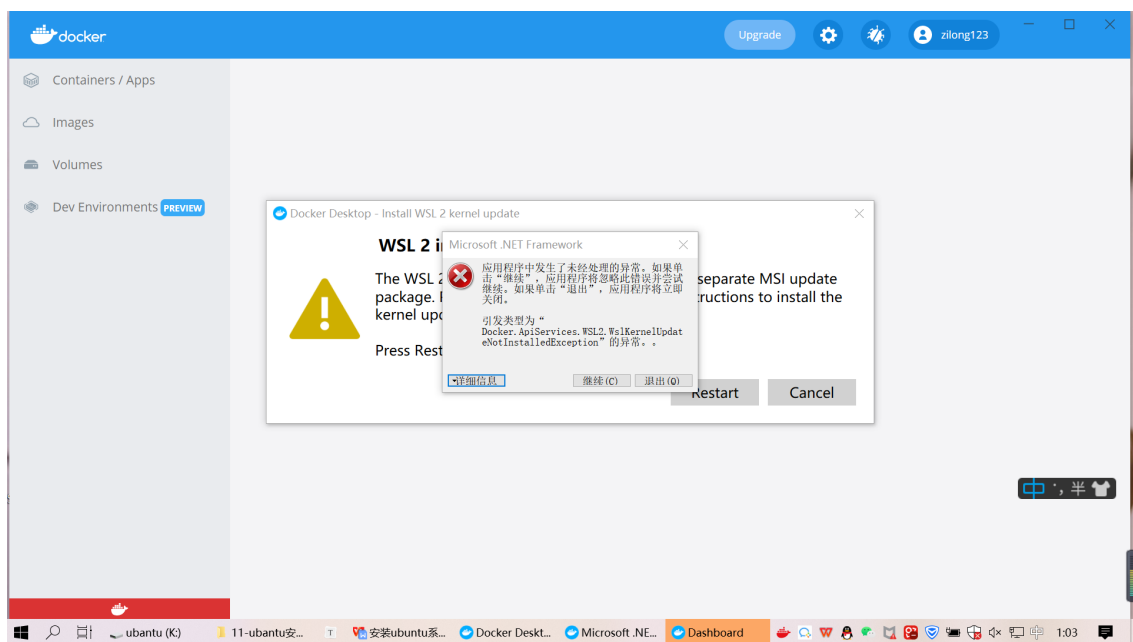 docker
Upgrade
zilong123
Containers / Apps
Images
Volumes
Dev Environments PREVIEW
Docker Desktop - Install WSL 2 kernel update
WSL 2 i
The WSL 2
package.
kernel upd
Press Rest
separate MSI update
ructions to install the
Restart
Cancel
Microsoft .NET Framework
应用程序中发生了未经处理的异常。如果单
击“继续”，应用程序将忽略此错误并尝试
继续。如果单击“退出”，应用程序将立即
关闭。
引发类型为“
Docker.ApiServices.WSL2.WslKernelUpdat
eNotInstalledException”的异常。。
详细信息
继续(C)
退出(Q)
中 ·, 半
ubantu (K:)
11-ubantu安...
T
安装ubuntu系...
Docker Deskt...
Microsoft .NE...
Dashboard
中
1:03